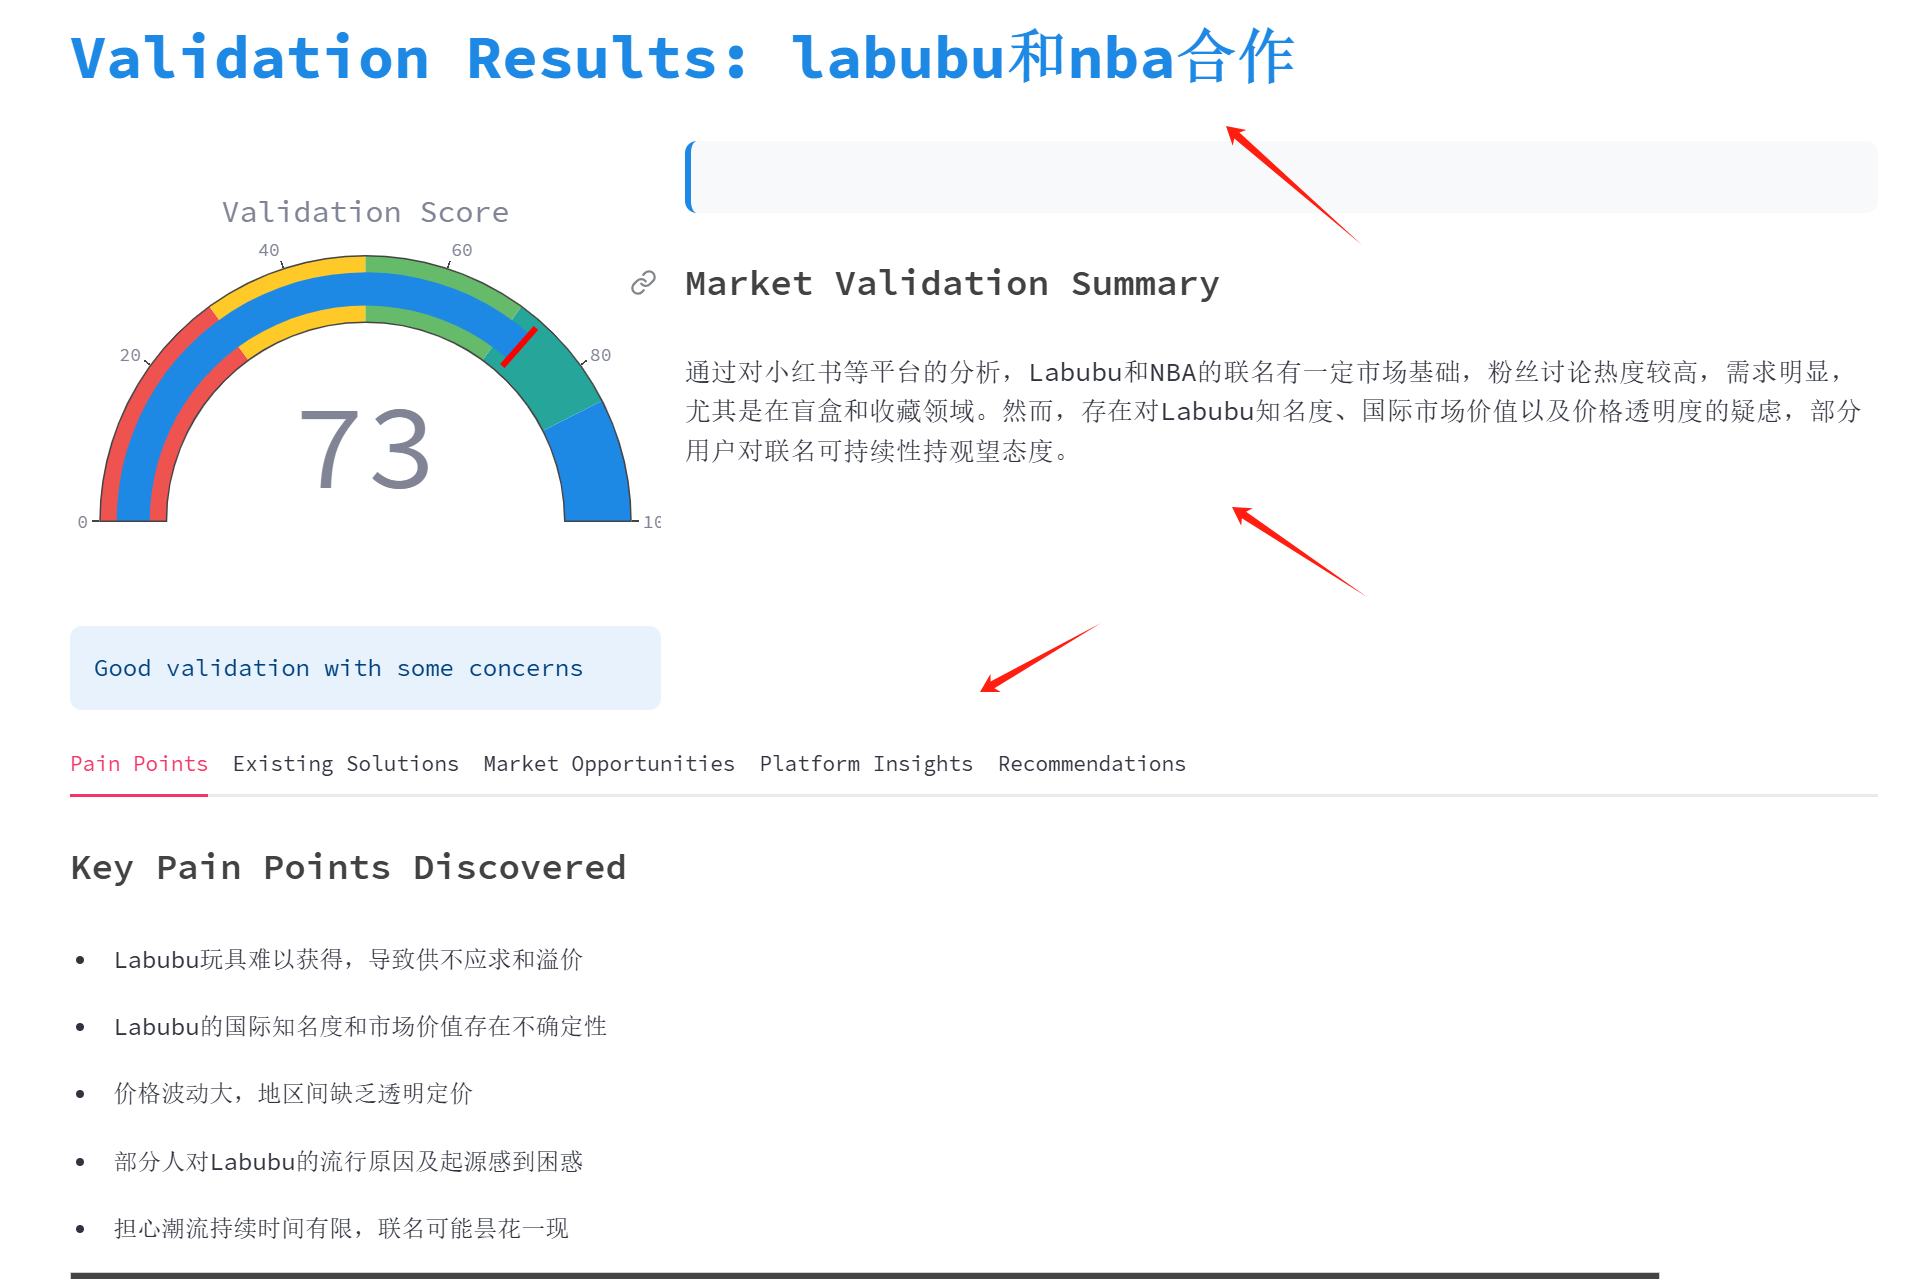 Validation Results: labubu和nba合作
Validation Score
0
20
40
60
80
10
73
Good validation with some concerns
Market Validation Summary
通过对小红书等平台的分析，Labubu和NBA的联名有一定市场基础，粉丝讨论热度较高，需求明显，
尤其是在盲盒和收藏领域。然而，存在对Labubu知名度、国际市场价值以及价格透明度的疑虑，部分
用户对联名可持续性持观望态度。
Pain Points Existing Solutions Market Opportunities Platform Insights Recommendations
Key Pain Points Discovered
• Labubu玩具难以获得，导致供不应求和溢价
• Labubu的国际知名度和市场价值存在不确定性
• 价格波动大，地区间缺乏透明定价
• 部分人对Labubu的流行原因及起源感到困惑
• 担心潮流持续时间有限，联名可能昙花一现